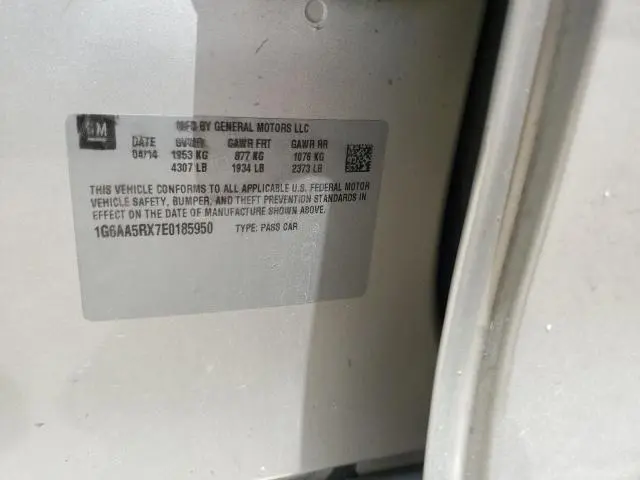 GM
MFD BY GENERAL MOTORS LLC
DATE GVWR GAWR FRT GAWR RR
04/14 1953 KG 877 KG 1076 KG
4307 LB 1934 LB 2373 LB
THIS VEHICLE CONFORMS TO ALL APPLICABLE U.S. FEDERAL MOTOR
VEHICLE SAFETY, BUMPER, AND THEFT PREVENTION STANDARDS IN
EFFECT ON THE DATE OF MANUFACTURE SHOWN ABOVE.
1G6AA5RX7E0185950 TYPE: PASS CAR